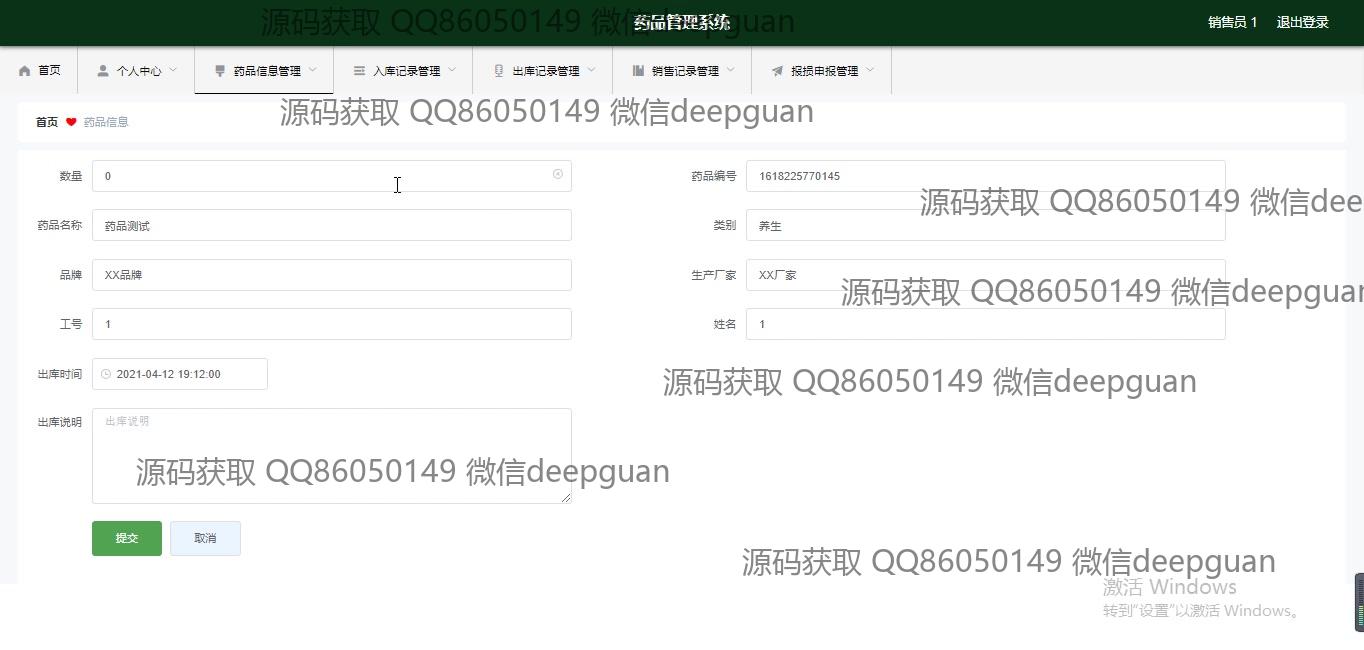 源码获取 QQ86050149 微信deepguan
药品管理系统
销售员 1 退出登录
首页 个人中心 药品信息管理 入库记录管理 出库记录管理 销售记录管理 报损申报管理
源码获取 QQ86050149 微信deepguan
首页 药品信息
数量 0 药品编号 1618225770145
源码获取 QQ86050149 微信dee
药品名称 药品测试 类别 养生
品牌 XX品牌 生产厂家 XX厂家
源码获取 QQ86050149 微信deepguan
工号 1 姓名 1
出库时间 2021-04-12 19:12:00
源码获取 QQ86050149 微信deepguan
出库说明 出库说明
源码获取 QQ86050149 微信deepguan
提交 取消
源码获取 QQ86050149 微信deepguan
激活 Windows
转到"设置"以激活 Windows。